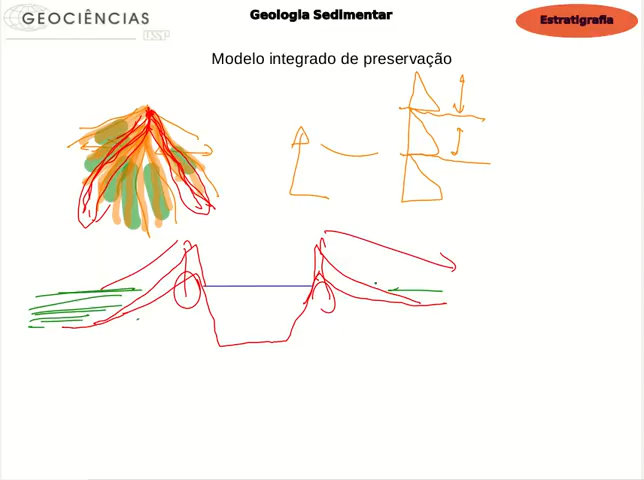 GEOCIÊNCIAS
USP
Geologia Sedimentar
Estratigrafia
Modelo integrado de preservação